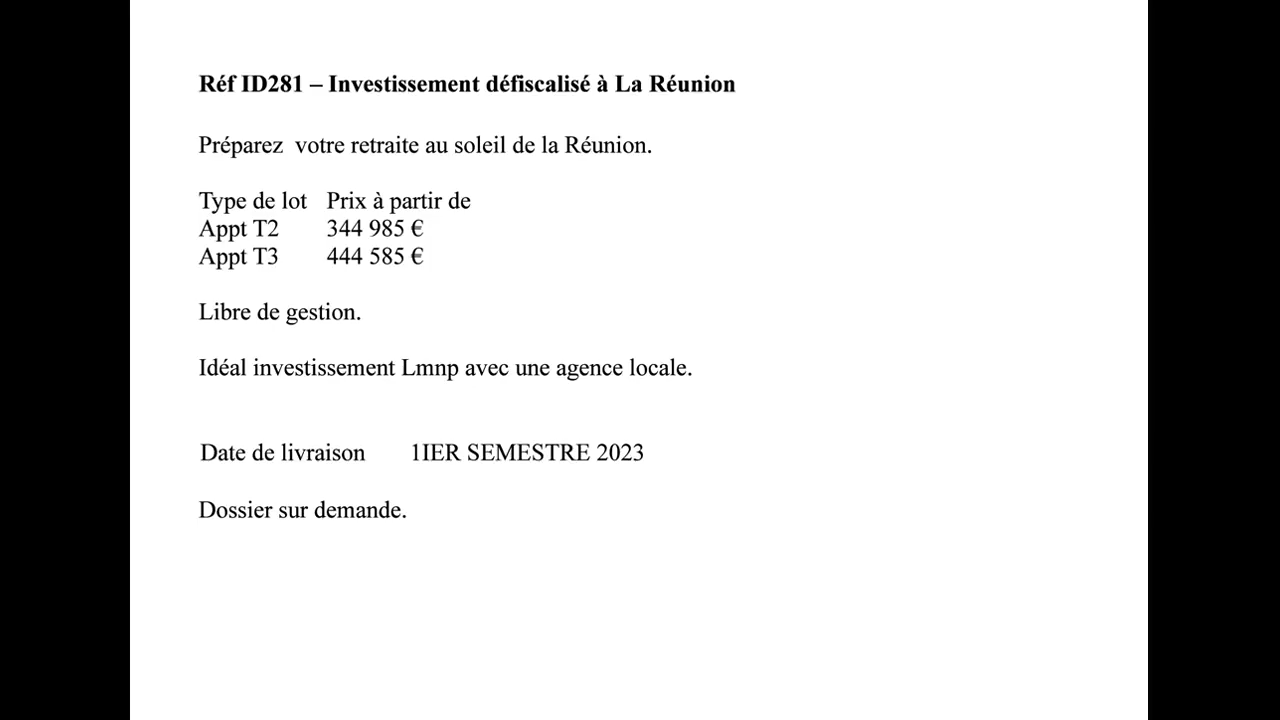 Réf ID281 – Investissement défiscalisé à La Réunion
Préparez  votre retraite au soleil de la Réunion.
Type de lot   Prix à partir de
Appt T2   344 985 €
Appt T3   444 585 €
Libre de gestion.
Idéal investissement Lmnp avec une agence locale.
Date de livraison   1IER SEMESTRE 2023
Dossier sur demande.